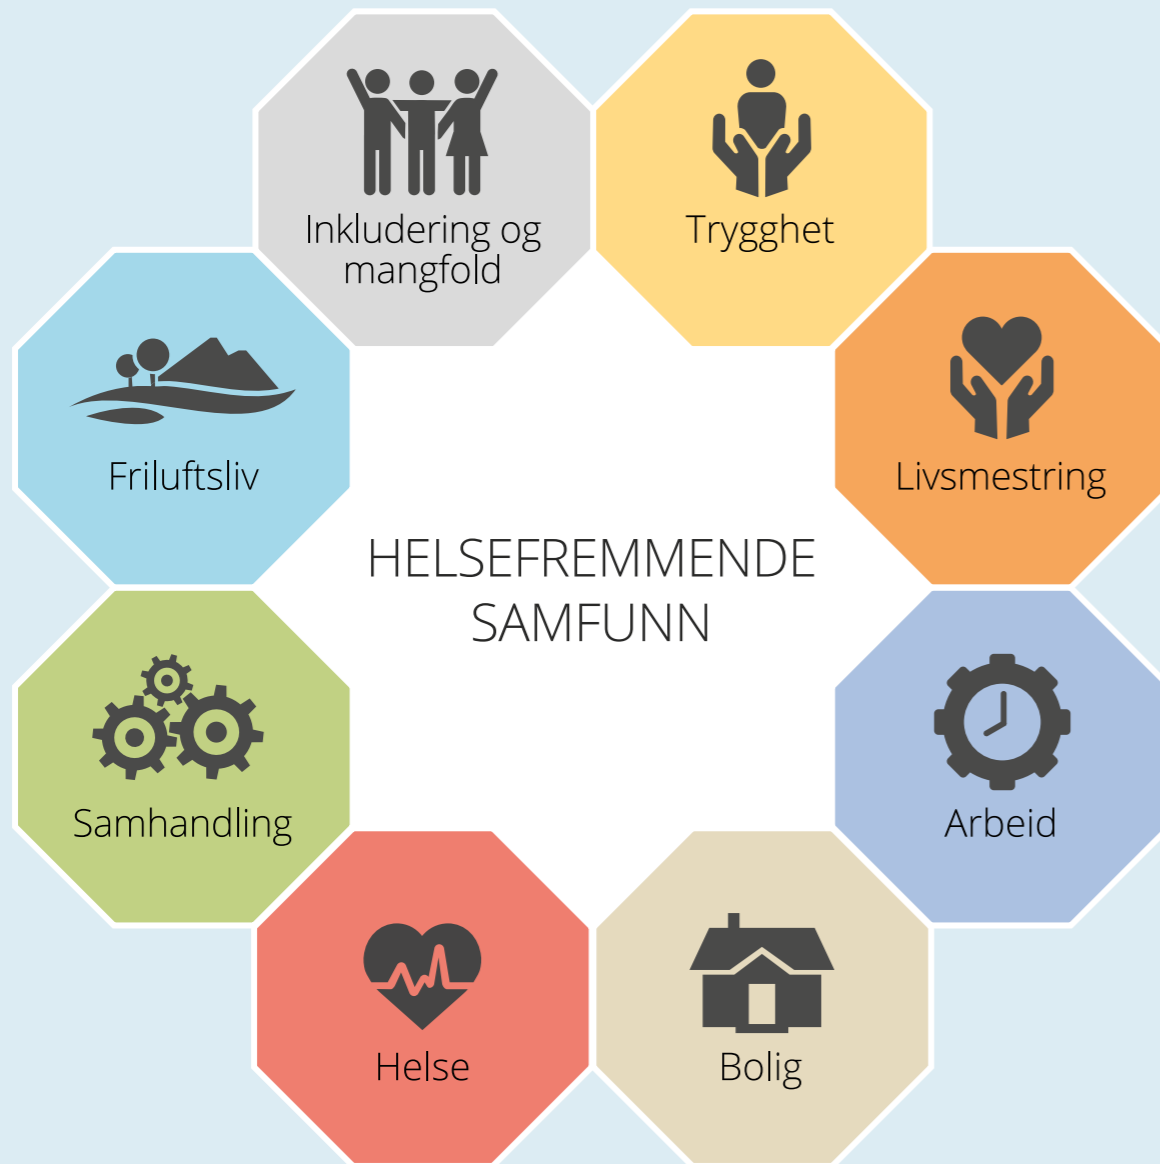 Inkludering og
mangfold
Trygghet
Friluftsliv
Livsmestring
HELSEFREMMENDE
SAMFUNN
Samhandling
Arbeid
Helse
Bolig